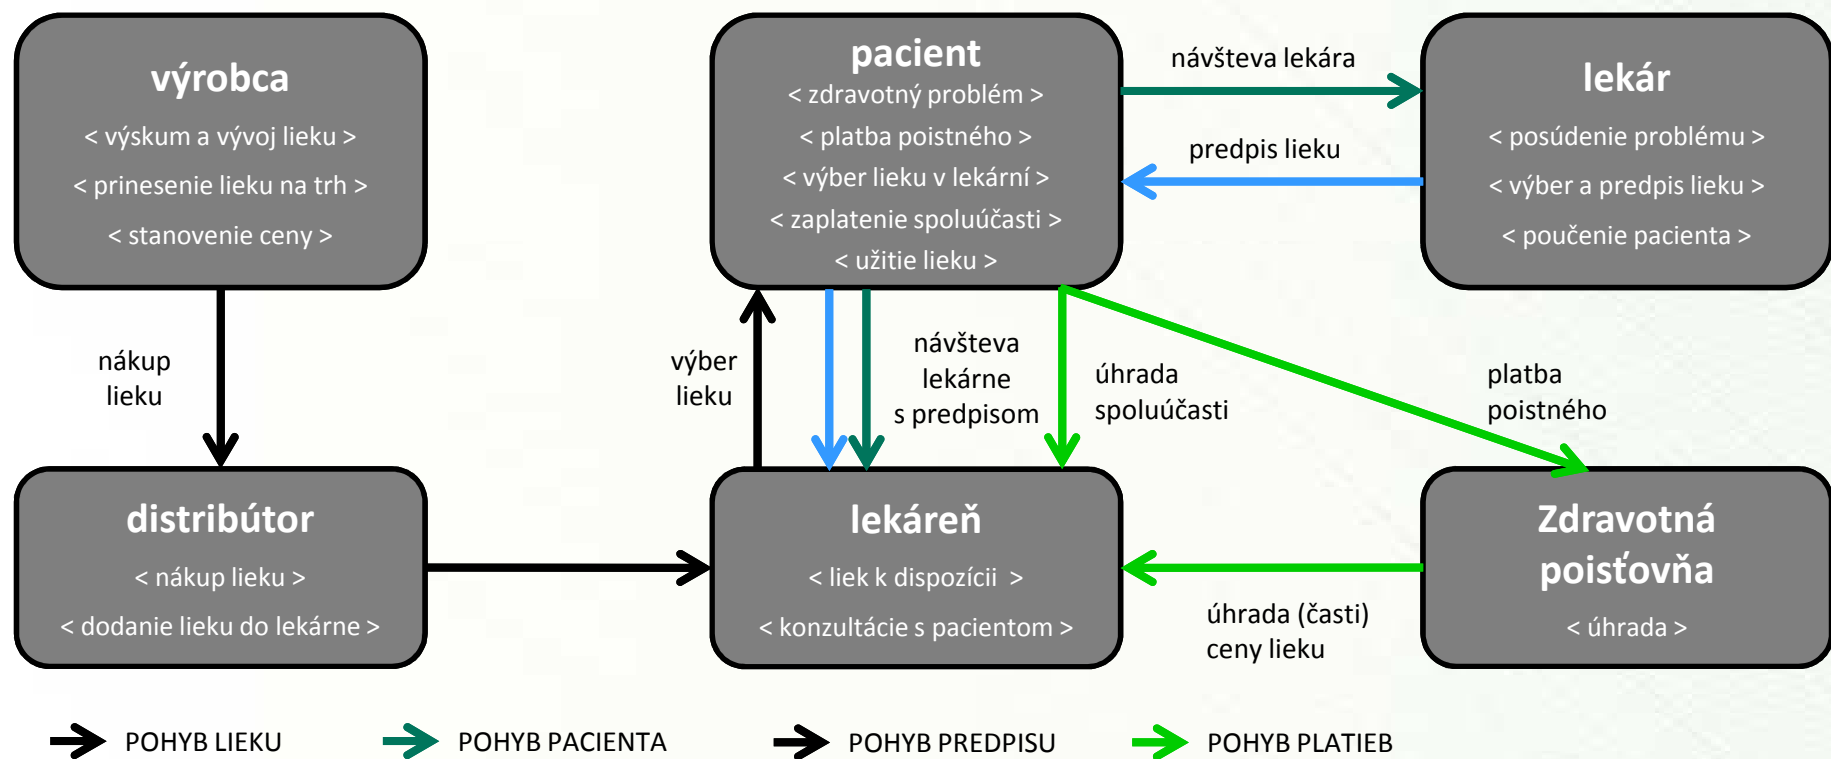 výrobca
< výskum a vývoj lieku >
< prinesenie lieku na trh >
< stanovenie ceny >
pacient
< zdravotný problém >
< platba poistného >
< výber lieku v lekární >
< zaplatenie spoluúčasti >
< užitie lieku >
návšteva lekára
predpis lieku
lekár
< posúdenie problému >
< výber a predpis lieku >
< poučenie pacienta >
nákup
lieku
výber
lieku
návšteva
lekárne
s predpisom
úhrada
spoluúčasti
platba
poistného
distribútor
< nákup lieku >
< dodanie lieku do lekárne >
lekáreň
< liek k dispozícii >
< konzultácie s pacientom >
úhrada (časti)
ceny lieku
Zdravotná
poisťovňa
< úhrada >
POHYB LIEKU
POHYB PACIENTA
POHYB PREDPISU
POHYB PLATIEB